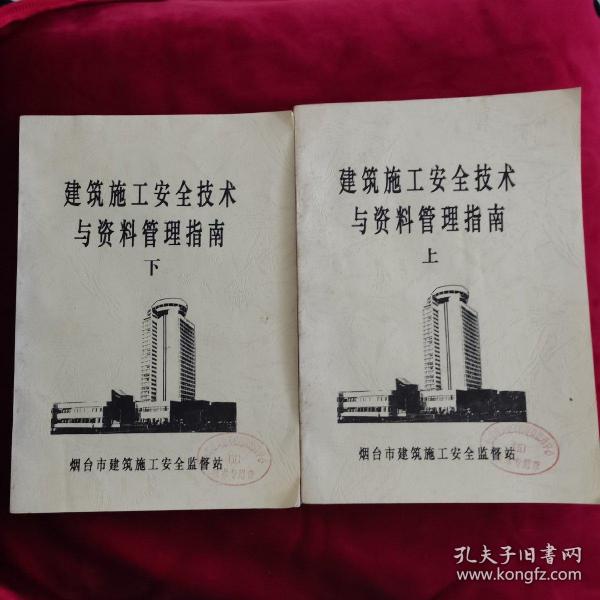 建筑施工安全技术
与资料管理指南
下
烟台市建筑施工安全监督站
建筑施工安全技术
与资料管理指南
上
烟台市建筑施工安全监督站
孔夫子旧书网
www.kongfz.com